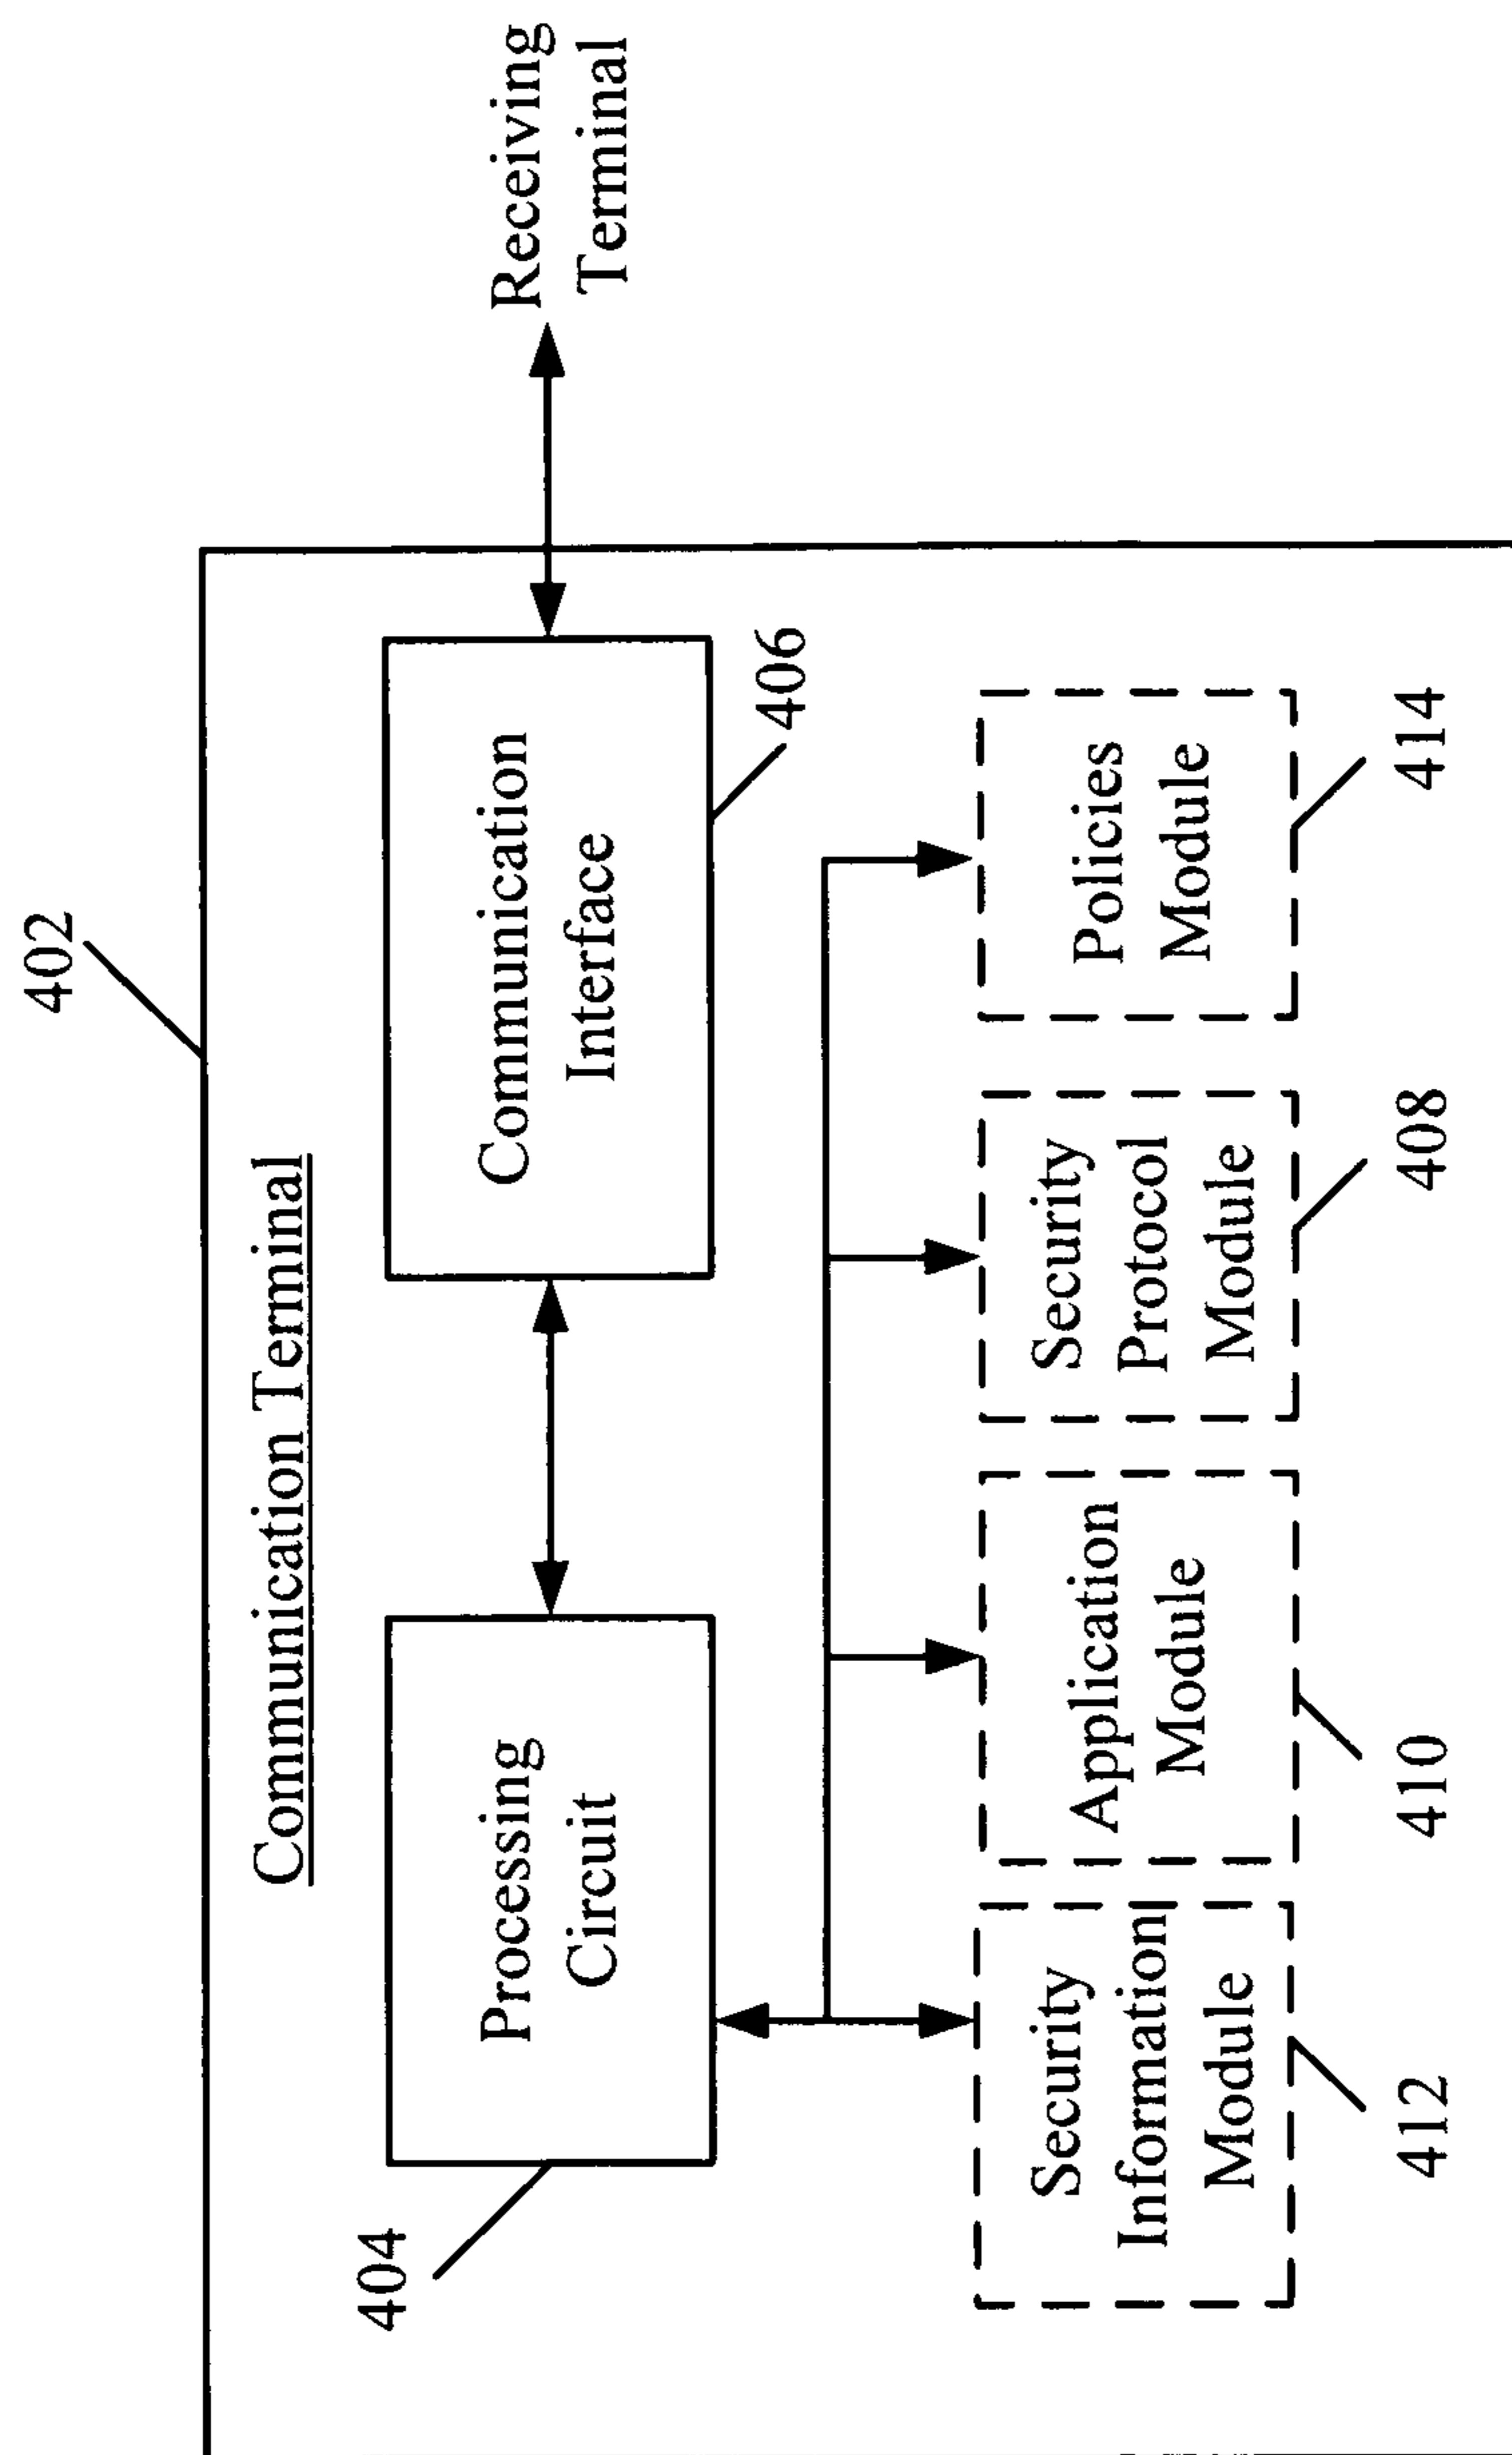 402
Communication Terminal
404
Processing
Circuit
Communication
Interface
406
Receiving
Terminal
Security
Information
Module
Application
Module
Security
Protocol
Module
Policies
Module
412
410
408
414